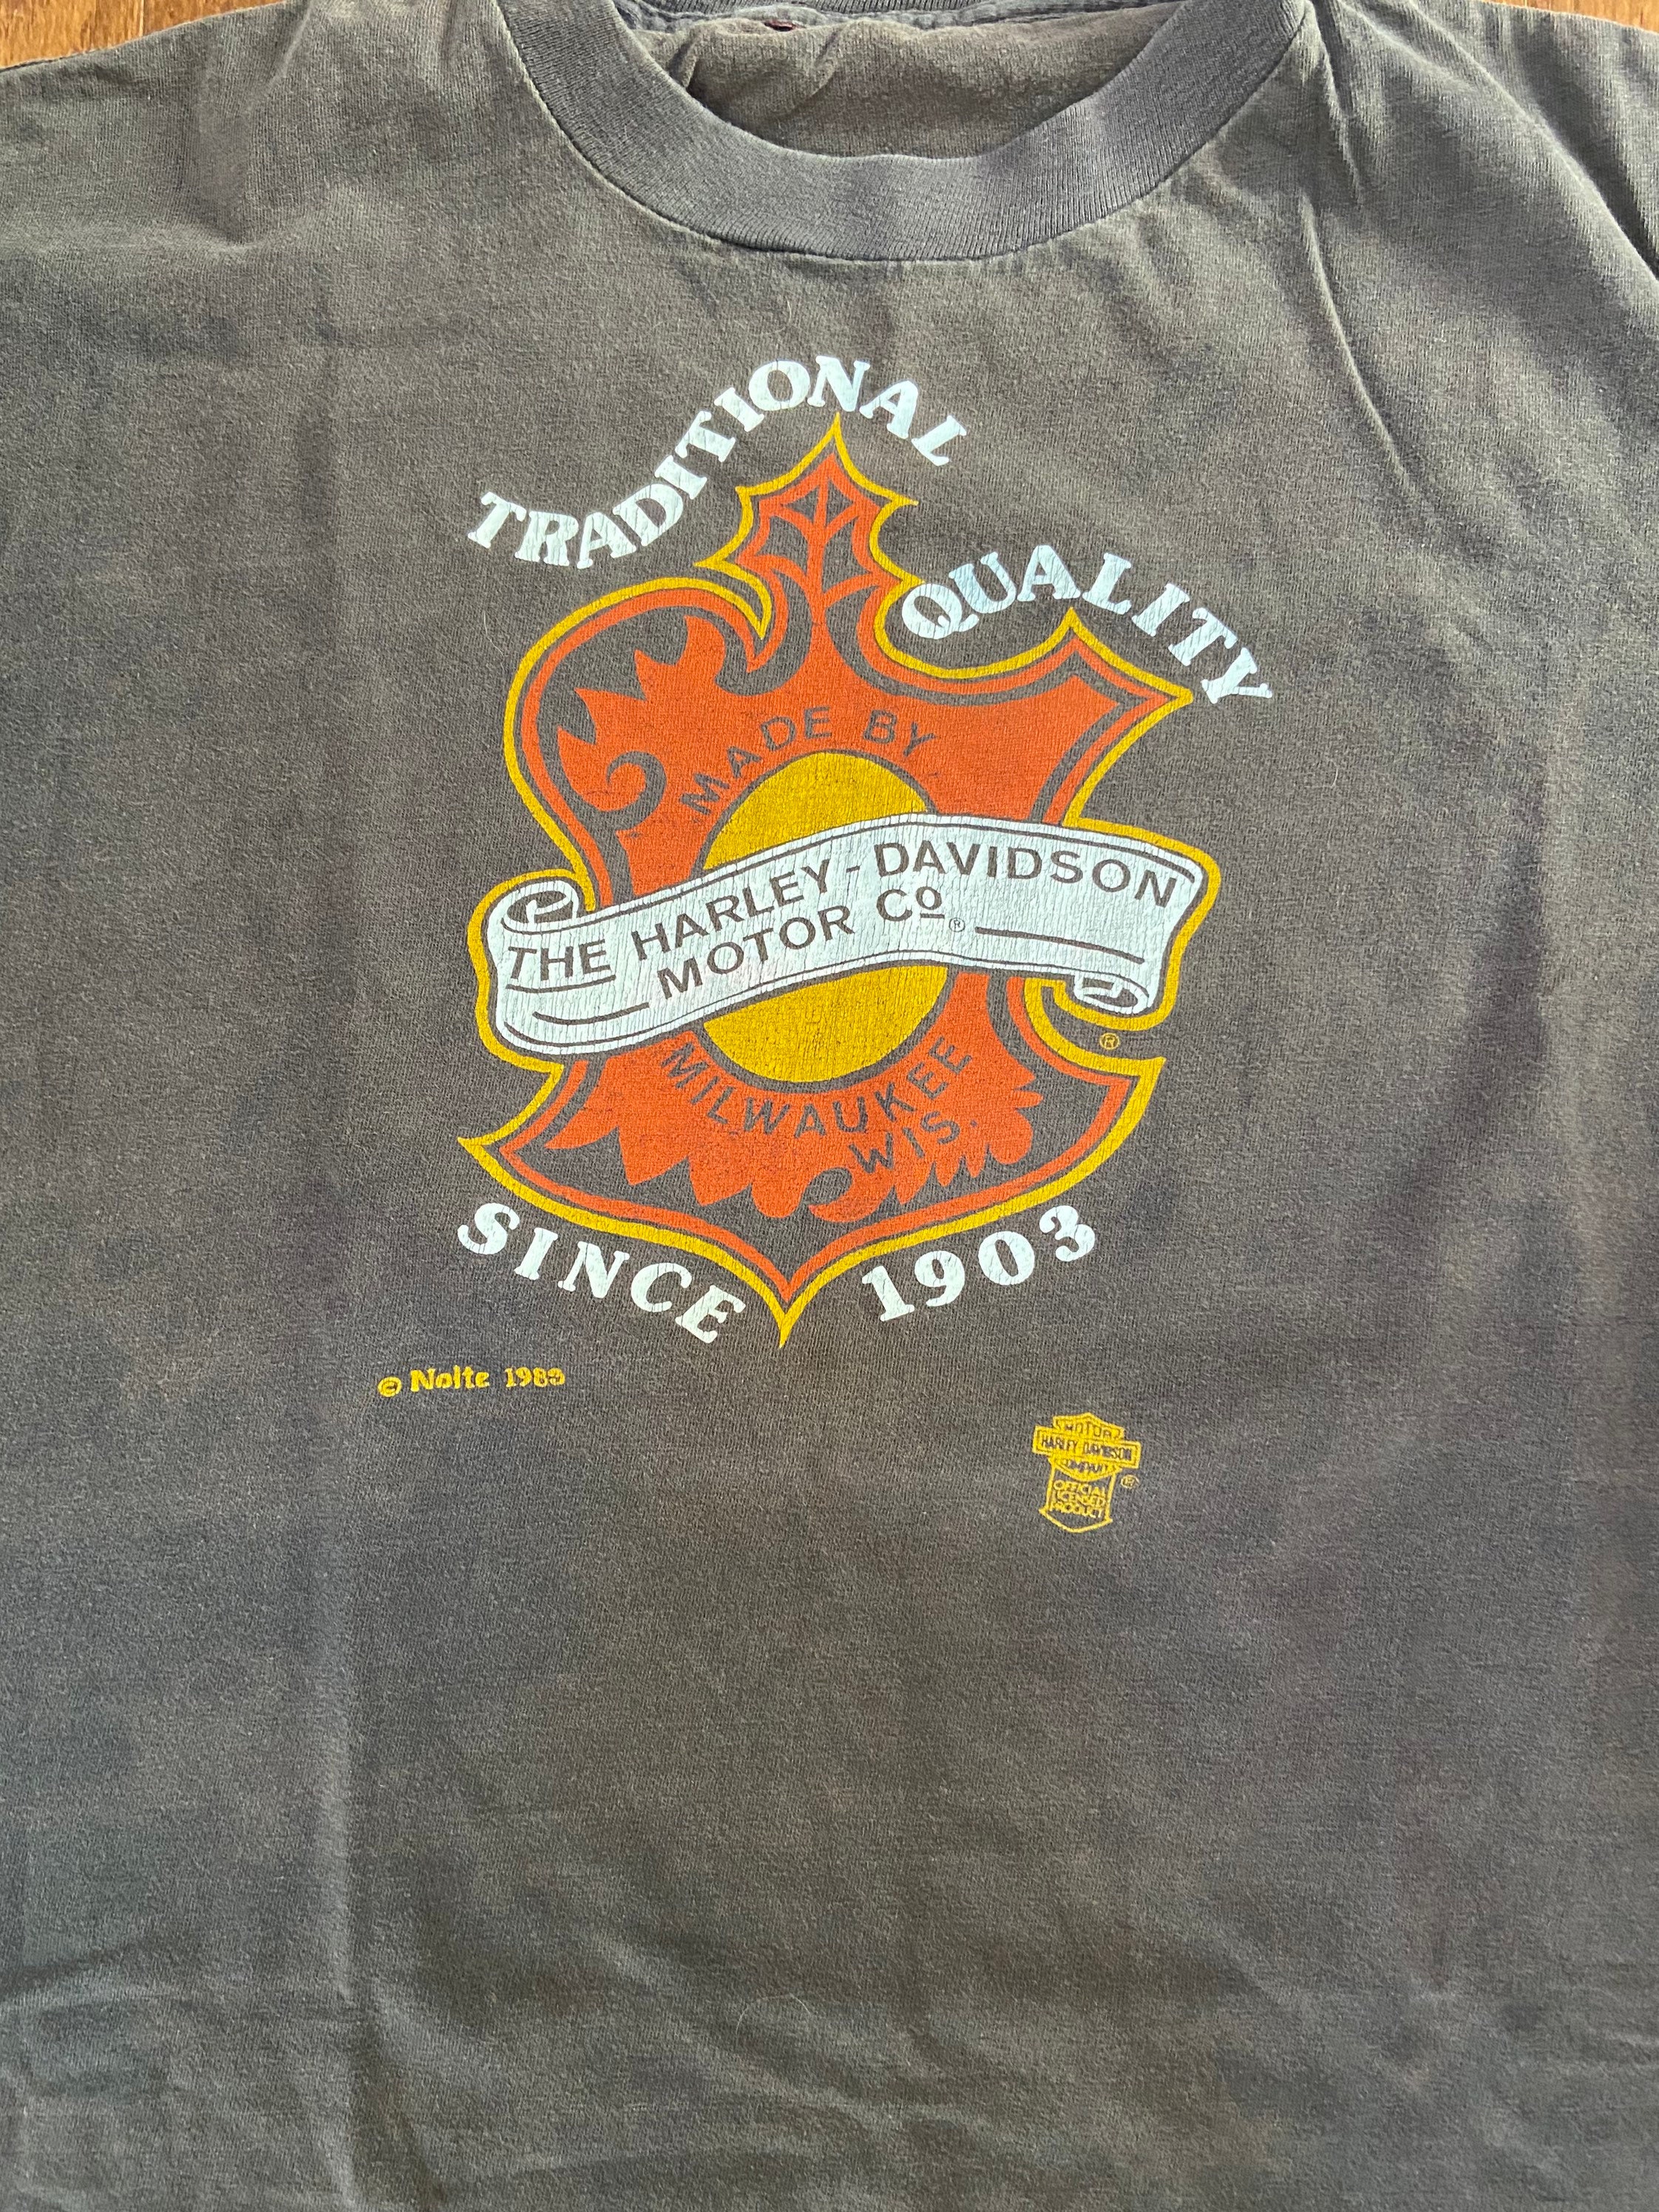 TRADITIONAL
QUALITY
MADE BY
THE HARLEY-DAVIDSON
MOTOR Co ®
®
MILWAUKEE
WIS.
SINCE 1903
© Nolte 1989
MOTOR
HARLEY-DAVIDSON
COMPANY
®
OFFICIAL
LICENSED
PRODUCT